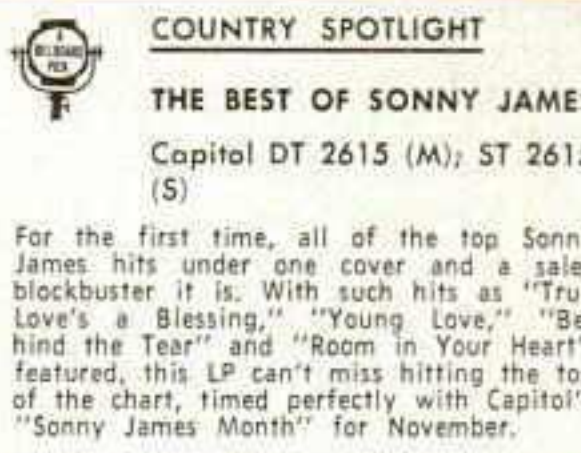 A
BILLBOARD
PICK
COUNTRY SPOTLIGHT
THE BEST OF SONNY JAME
Capitol DT 2615 (M); ST 261
(S)
For the first time, all of the top Sonn
James hits under one cover and a sale
blockbuster it is. With such hits as "Tru
Love's a Blessing," "Young Love," "Be
hind the Tear" and "Room in Your Heart"
featured, this LP can't miss hitting the to
of the chart, timed perfectly with Capitol'
"Sonny James Month" for November.